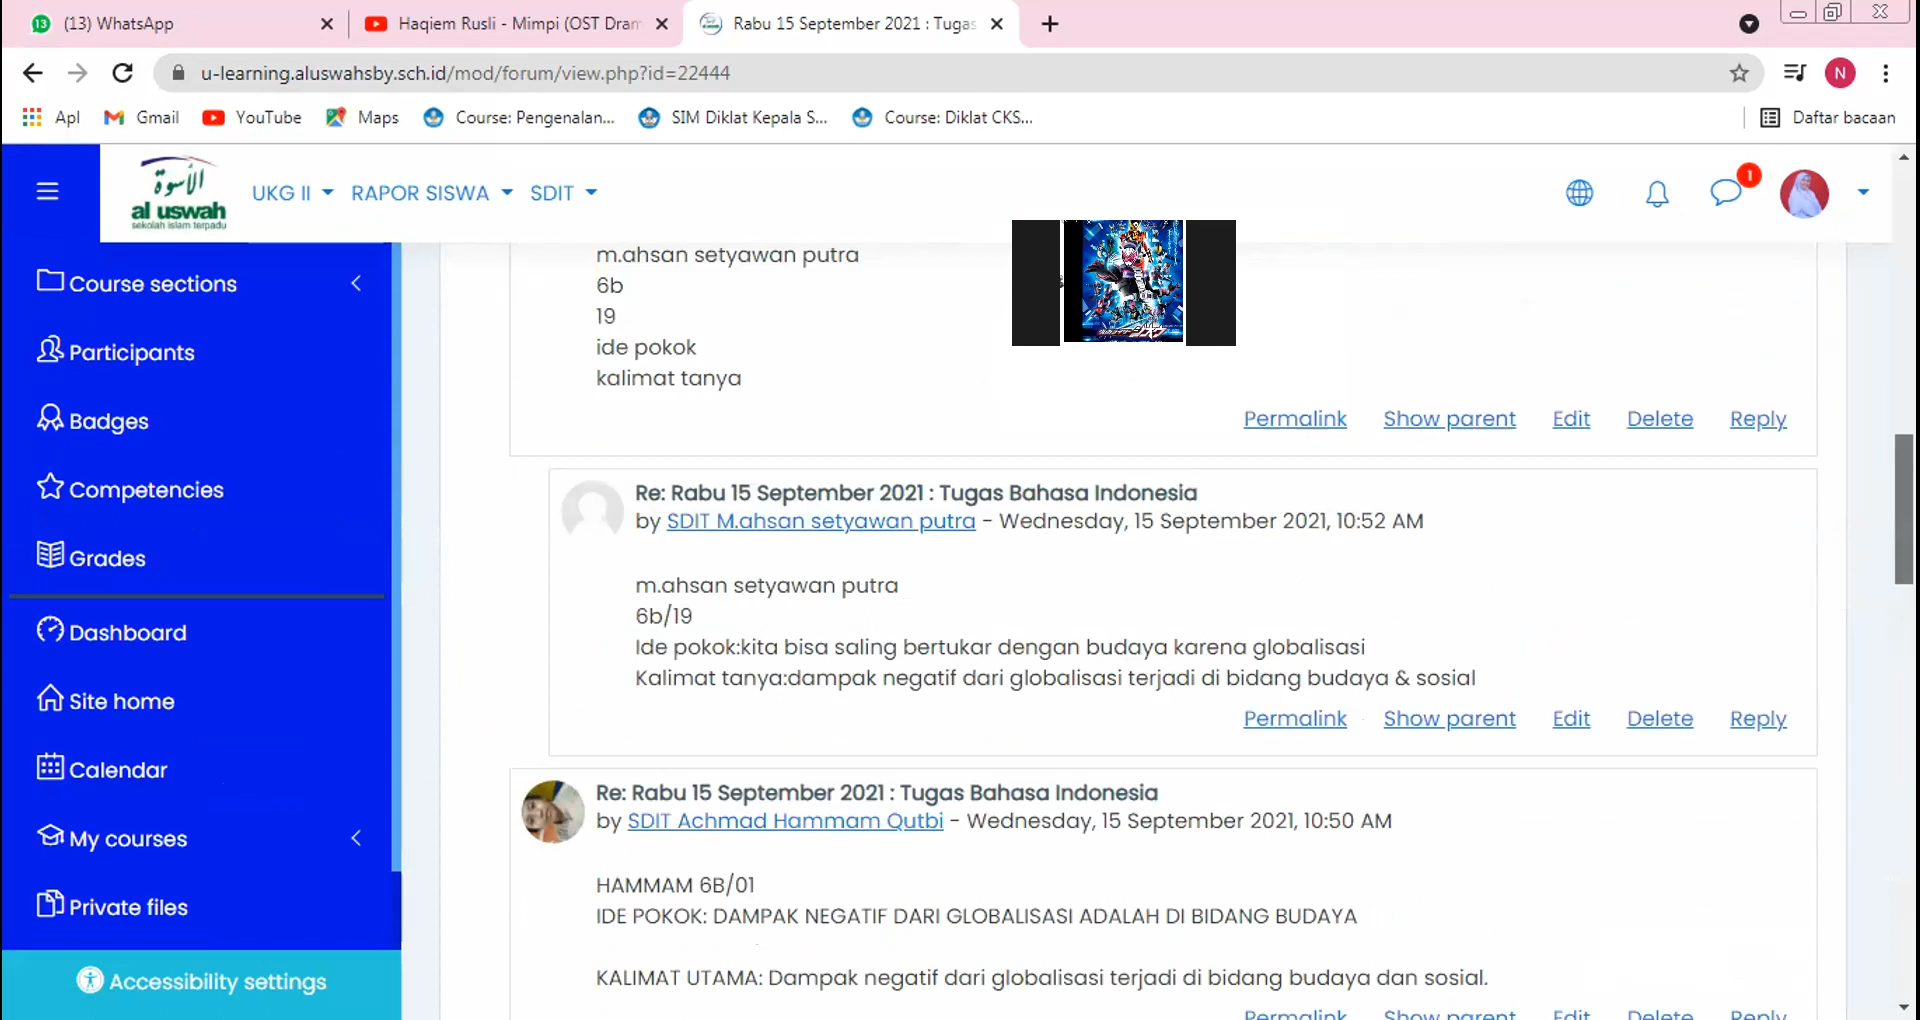 13 (13) WhatsApp
Haqiem Rusli - Mimpi (OST Dram
Rabu 15 September 2021 : Tugas
u-learning.aluswahsby.sch.id/mod/forum/view.php?id=22444
N
Apl
Gmail
YouTube
Maps
Course: Pengenalan...
SIM Diklat Kepala S...
Course: Diklat CKS...
Daftar bacaan
الأسوة
al uswah
sekolah islam terpadu
UKG II
RAPOR SISWA
SDIT
1
Course sections
Participants
Badges
Competencies
Grades
Dashboard
Site home
Calendar
My courses
Private files
Accessibility settings
m.ahsan setyawan putra
6b
19
ide pokok
kalimat tanya
Permalink Show parent Edit Delete Reply
Re: Rabu 15 September 2021 : Tugas Bahasa Indonesia
by SDIT M.ahsan setyawan putra - Wednesday, 15 September 2021, 10:52 AM
m.ahsan setyawan putra
6b/19
Ide pokok:kita bisa saling bertukar dengan budaya karena globalisasi
Kalimat tanya:dampak negatif dari globalisasi terjadi di bidang budaya & sosial
Permalink Show parent Edit Delete Reply
Re: Rabu 15 September 2021 : Tugas Bahasa Indonesia
by SDIT Achmad Hammam Qutbi - Wednesday, 15 September 2021, 10:50 AM
HAMMAM 6B/01
IDE POKOK: DAMPAK NEGATIF DARI GLOBALISASI ADALAH DI BIDANG BUDAYA
KALIMAT UTAMA: Dampak negatif dari globalisasi terjadi di bidang budaya dan sosial.
Permalink Show parent Edit Delete Reply